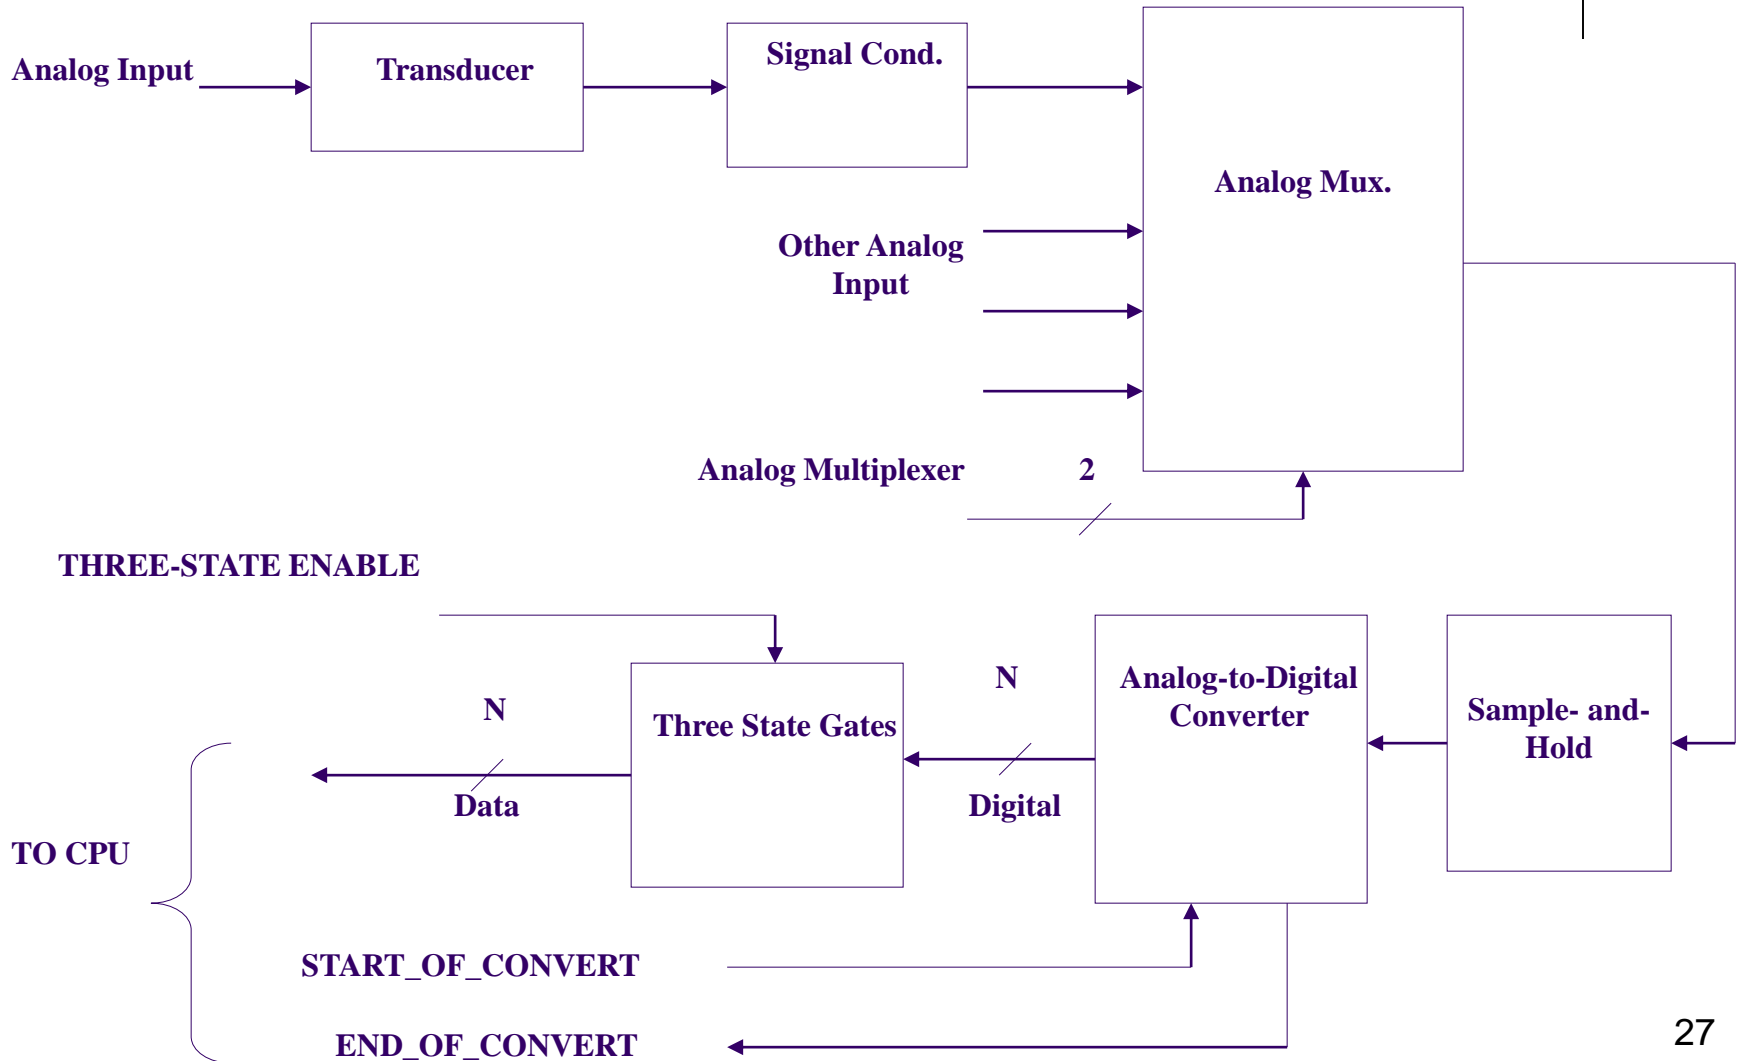 Analog Input
Transducer
Signal Cond.
Analog Mux.
Other Analog
Input
Analog Multiplexer
2
THREE-STATE ENABLE
N
Three State Gates
N
Analog-to-Digital
Converter
Sample- and-
Hold
Data
Digital
TO CPU
START_OF_CONVERT
END_OF_CONVERT
27